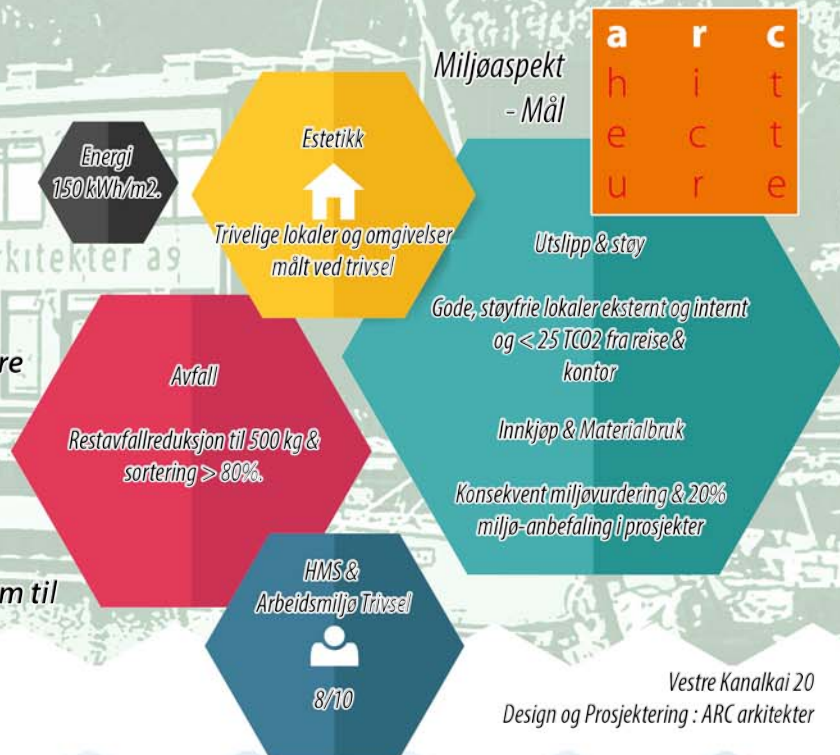 Miljøaspekt
- Mål
a r c
h i t
e c t
u r e
Energi
150 kWh/m2.
Estetikk
Trivelige lokaler og omgivelser
målt ved trivsel
Utslipp & støy
Gode, støyfrie lokaler eksternt og internt
og < 25 TCO2 fra reise &
kontor
Innkjøp & Materialbruk
Konsekvent miljøvurdering & 20%
miljø-anbefaling i prosjekter
re
Avfall
Restavfallreduksjon til 500 kg &
sortering > 80%.
m til
HMS &
Arbeidsmiljø Trivsel
8/10
Vestre Kanalkai 20
Design og Prosjektering : ARC arkitekter
rkitekter as